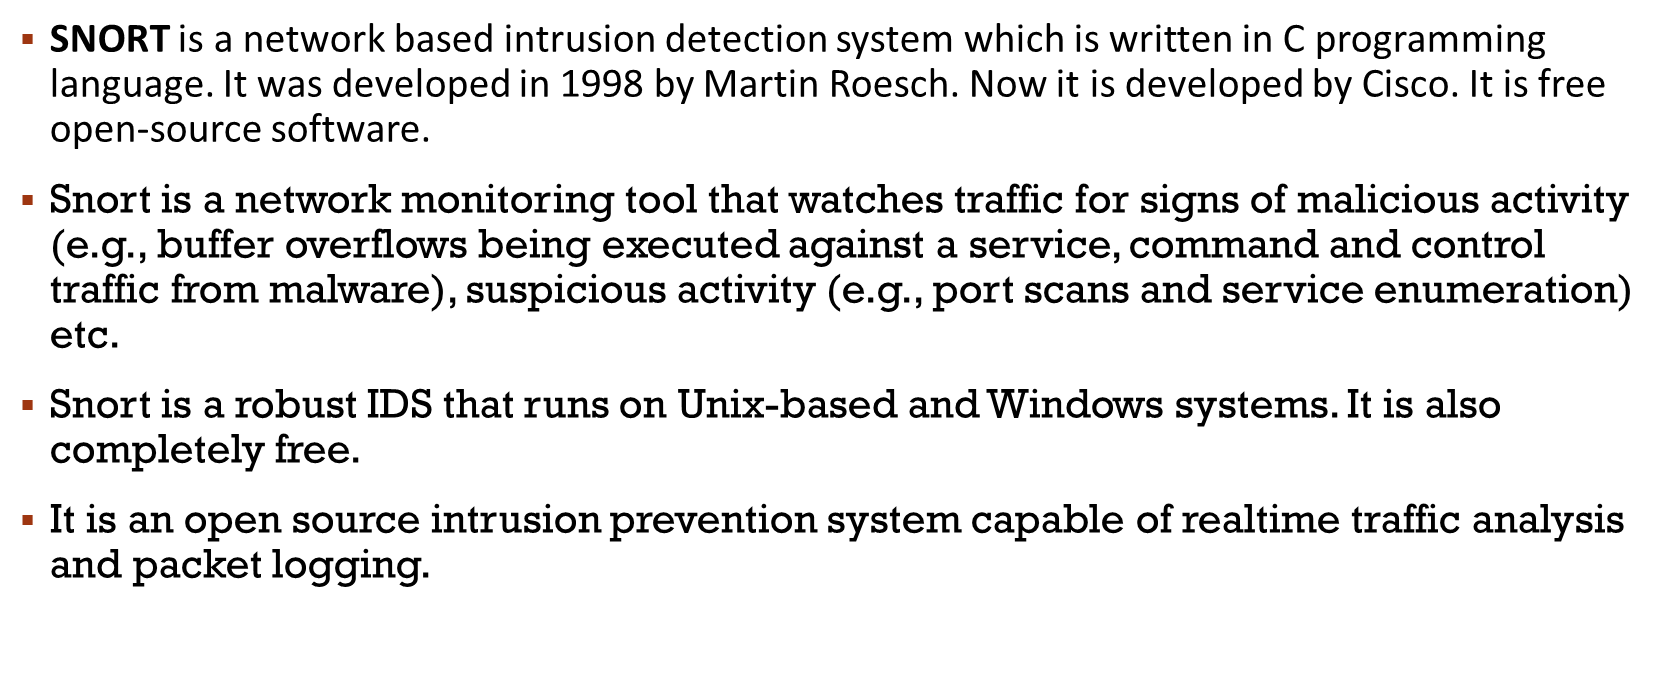 ▪ SNORT is a network based intrusion detection system which is written in C programming
language. It was developed in 1998 by Martin Roesch. Now it is developed by Cisco. It is free
open-source software.
▪ Snort is a network monitoring tool that watches traffic for signs of malicious activity
(e.g., buffer overflows being executed against a service, command and control
traffic from malware), suspicious activity (e.g., port scans and service enumeration)
etc.
▪ Snort is a robust IDS that runs on Unix-based and Windows systems. It is also
completely free.
▪ It is an open source intrusion prevention system capable of realtime traffic analysis
and packet logging.